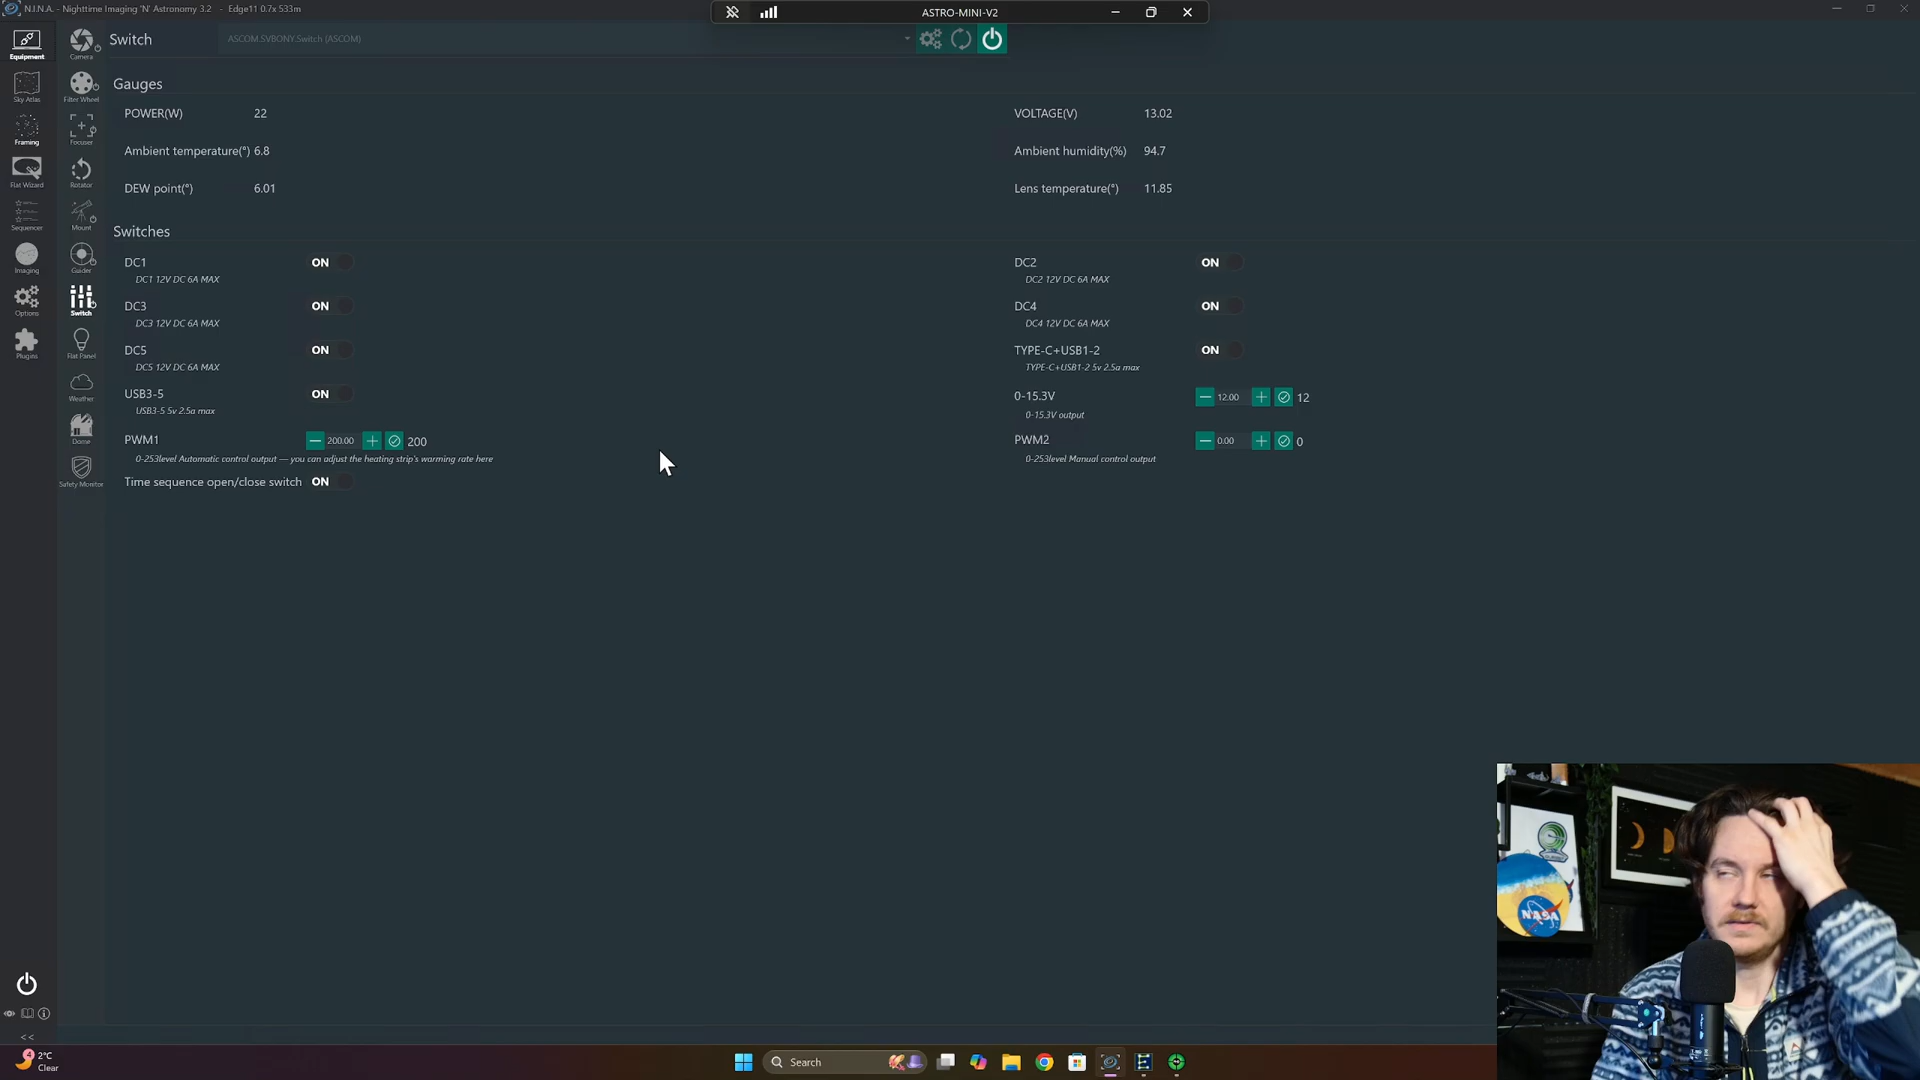 N.I.N.A. - Nighttime Imaging 'N' Astronomy 3.2 - Edge11 0.7x 533m
ASTRO-MINI-V2
Equipment
Sky Atlas
Framing
Flat Wizard
Sequencer
Imaging
Options
Plugins
<<
Camera
Filter Wheel
Focuser
Rotator
Mount
Guider
Switch
Flat Panel
Weather
Dome
Safety Monitor
Switch
ASCOM.SVBONY.Switch (ASCOM)
Gauges
POWER(W) 22
VOLTAGE(V) 13.02
Ambient temperature(°) 6.8
Ambient humidity(%) 94.7
DEW point(°) 6.01
Lens temperature(°) 11.85
Switches
DC1 ON
DC1 12V DC 6A MAX
DC2 ON
DC2 12V DC 6A MAX
DC3 ON
DC3 12V DC 6A MAX
DC4 ON
DC4 12V DC 6A MAX
DC5 ON
DC5 12V DC 6A MAX
TYPE-C+USB1-2 ON
TYPE-C+USB1-2 5v 2.5a max
USB3-5 ON
USB3-5 5v 2.5a max
0-15.3V 12.00 12
0-15.3V output
PWM1 200.00 200
0-253level Automatic control output — you can adjust the heating strip's warming rate here
PWM2 0.00 0
0-253level Manual control output
Time sequence open/close switch ON
NASA
4
2°C
Clear
Search